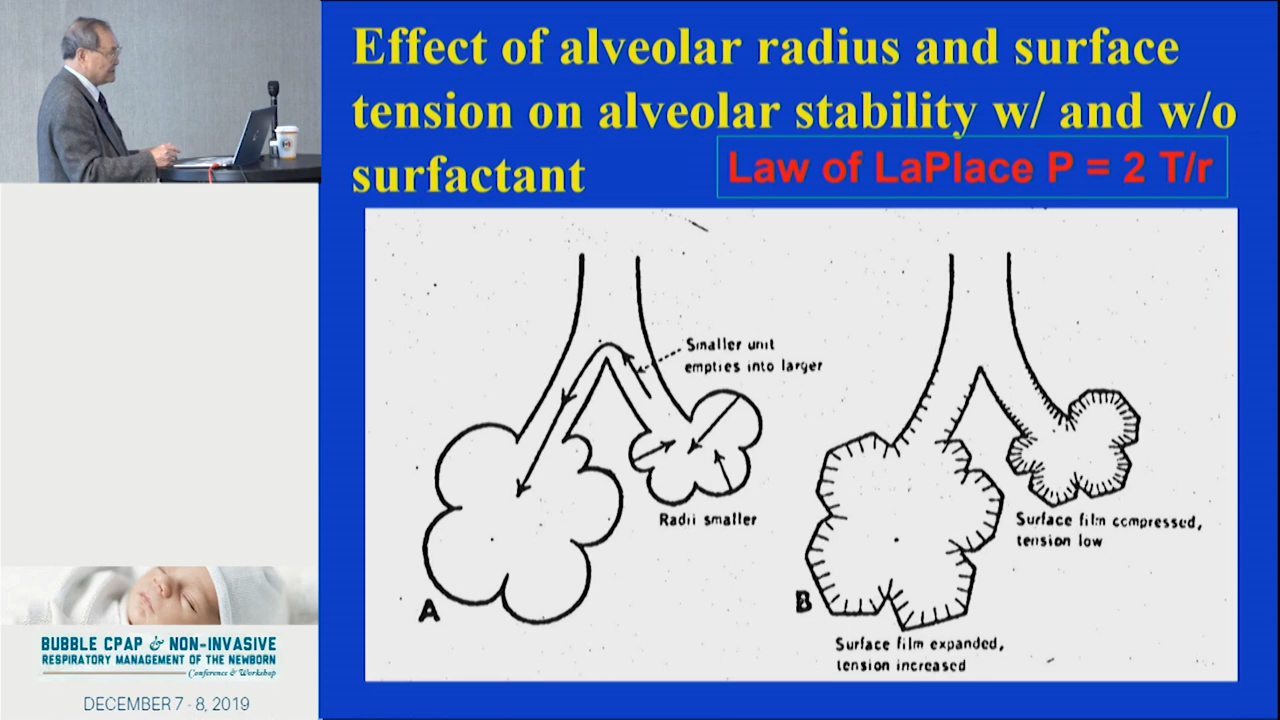 Effect of alveolar radius and surface
tension on alveolar stability w/ and w/o
surfactant
Law of LaPlace P = 2 T/r
Smaller unit
empties into larger
Radii smaller
A
Surface film compressed,
tension low
B
Surface film expanded,
tension increased
BUBBLE CPAP & NON-INVASIVE
RESPIRATORY MANAGEMENT OF THE NEWBORN
Conference & Workshop
DECEMBER 7 - 8, 2019